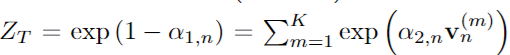 Z_T = exp (1 − α_{1,n}) = ∑_{m=1}^{K} exp (α_{2,n} v_n^{(m)})